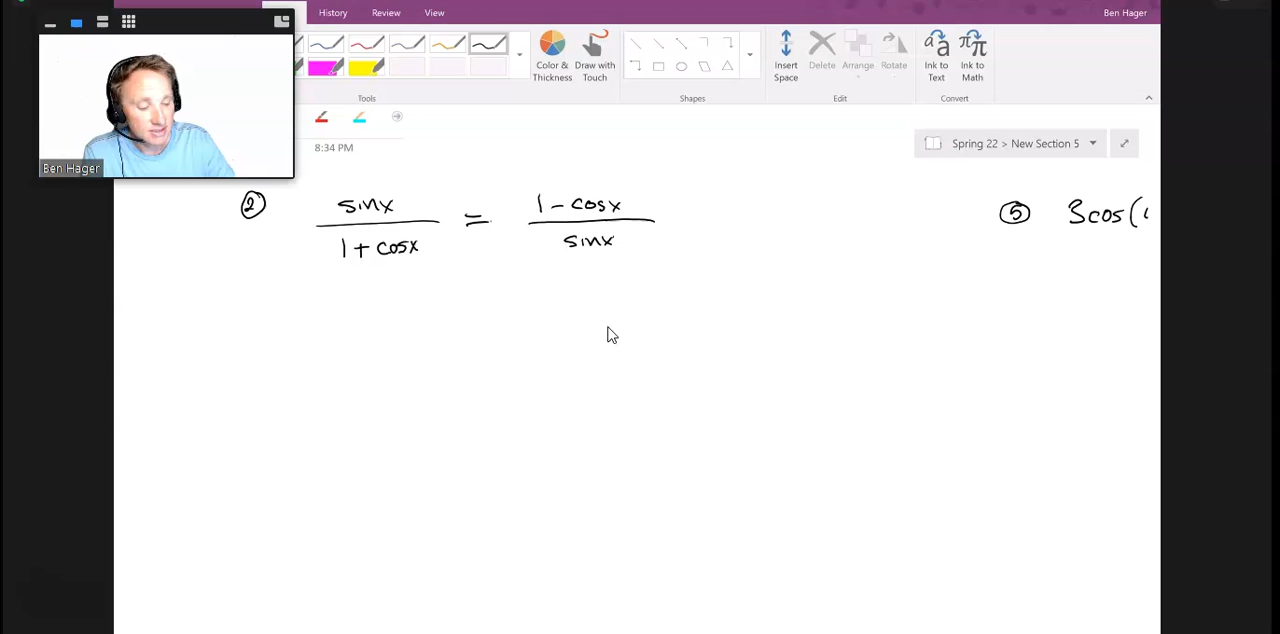 History Review View Ben Hager
Color & Thickness
Draw with Touch
Insert Space
Delete
Arrange
Rotate
Ink to Text
Ink to Math
Tools Shapes Edit Convert
8:34 PM
Spring 22 > New Section 5
Ben Hager
② sinx / 1 + cosx = 1 - cosx / sinx
⑤ 3cos(